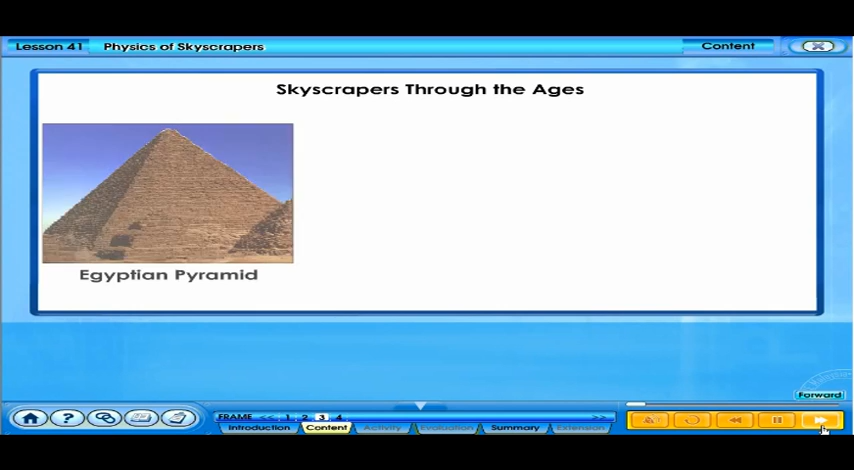 Lesson 41 Physics of Skyscrapers Content
Skyscrapers Through the Ages
Egyptian Pyramid
Forward
FRAME << 1 2 3 4 >>
Introduction Content Activity Evaluation Summary Extension